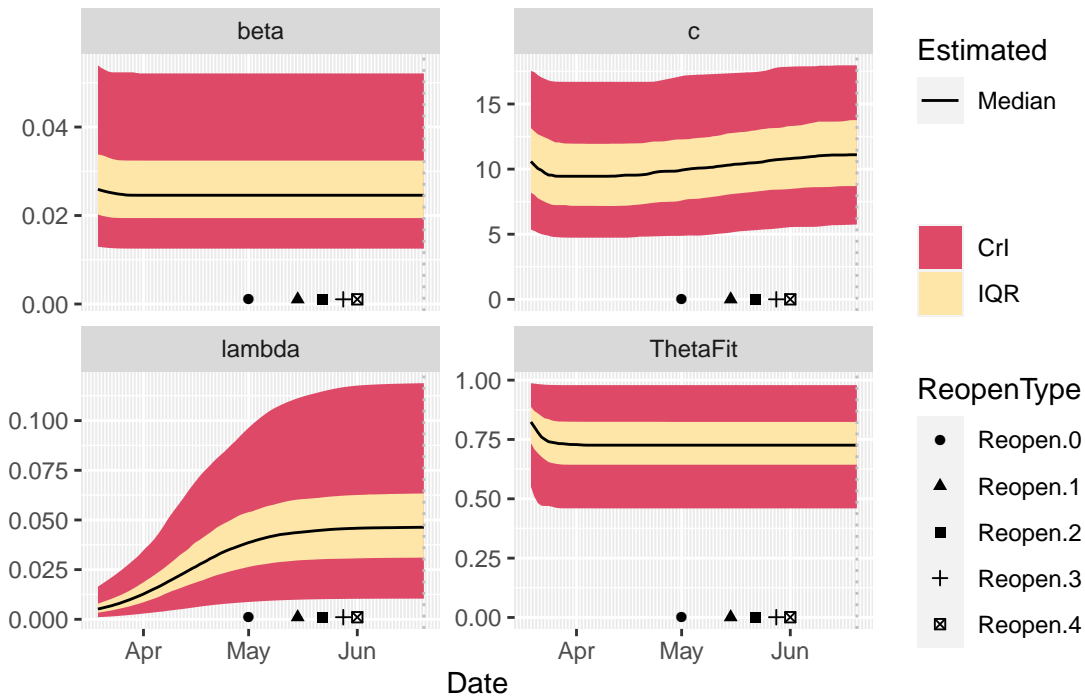 beta
c
0.04
0.02
0.00
15
10
5
0
lambda
ThetaFit
0.100
0.075
0.050
0.025
0.000
1.00
0.75
0.50
0.25
0.00
Apr May Jun
Apr May Jun
Date
Estimated
Median
CrI
IQR
ReopenType
Reopen.0
Reopen.1
Reopen.2
Reopen.3
Reopen.4